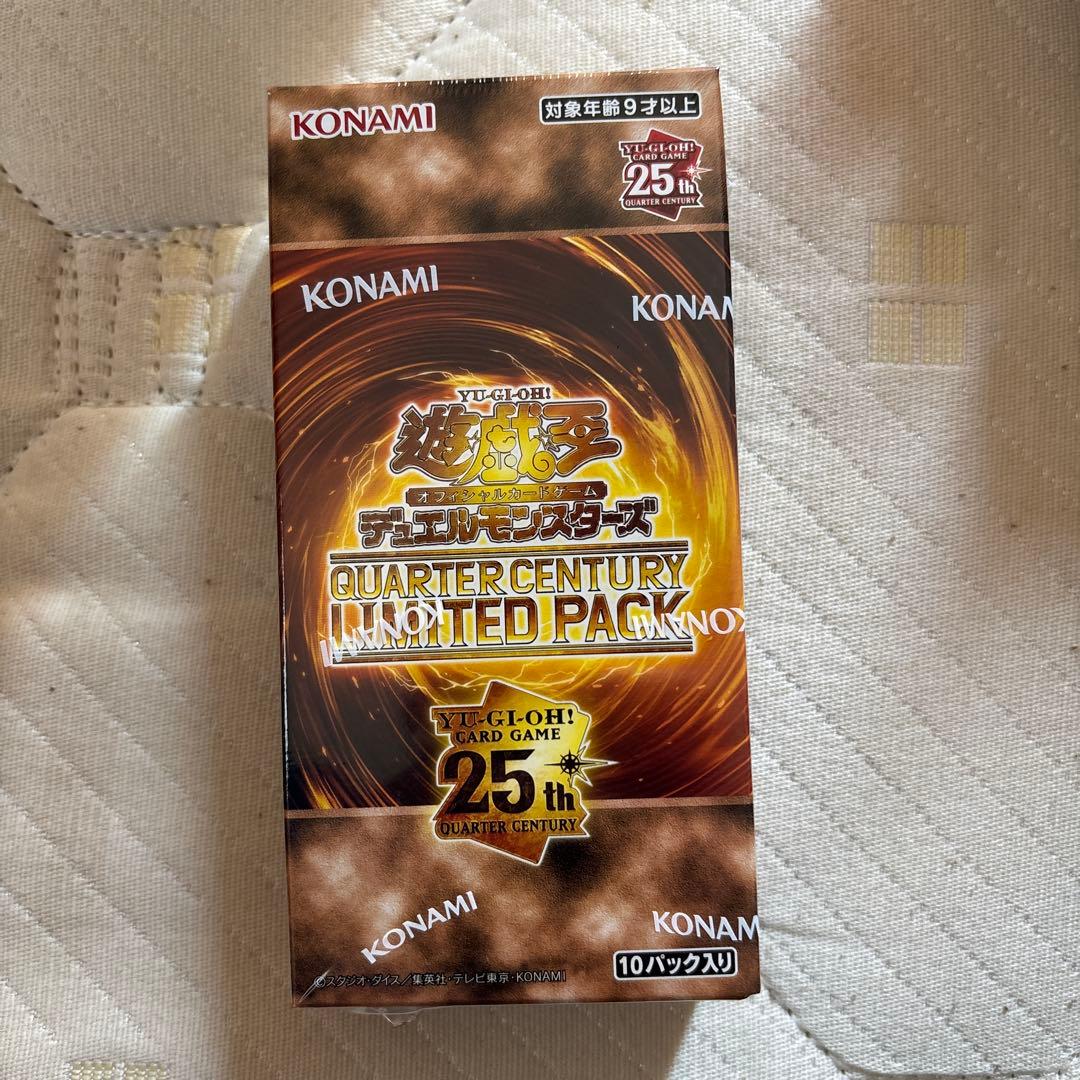 KONAMI
対象年齢9才以上
YU-GI-OH!
CARD GAME
25th
QUARTER CENTURY
KONAMI
KONAM
YU-GI-OH!
遊戯王
オフィシャルカードゲーム
デュエルモンスターズ
QUARTER CENTURY
LIMITED PACK
KONAMI
KONAMI
YU-GI-OH!
CARD GAME
25th
QUARTER CENTURY
KONAMI
KONAM
10パック入り
©スタジオ・ダイス/集英社・テレビ東京・KONAMI